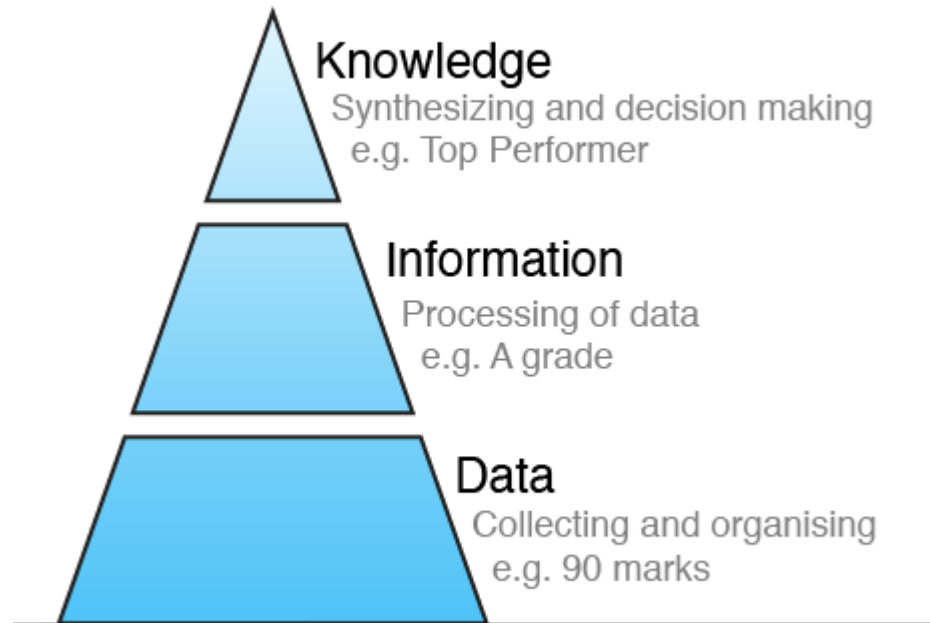 Knowledge
Synthesizing and decision making
e.g. Top Performer
Information
Processing of data
e.g. A grade
Data
Collecting and organising
e.g. 90 marks